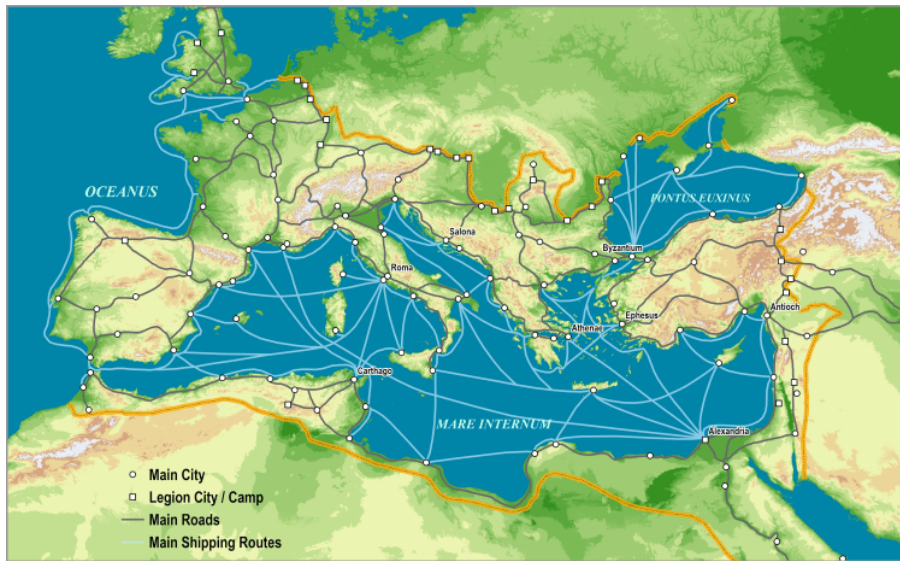 OCEANUS
PONTUS EUXINUS
Salona
Byzantium
Roma
Antioch
Ephesus
Athenae
Carthago
MARE INTERNUM
Alexandria
Main City
Legion City / Camp
Main Roads
Main Shipping Routes